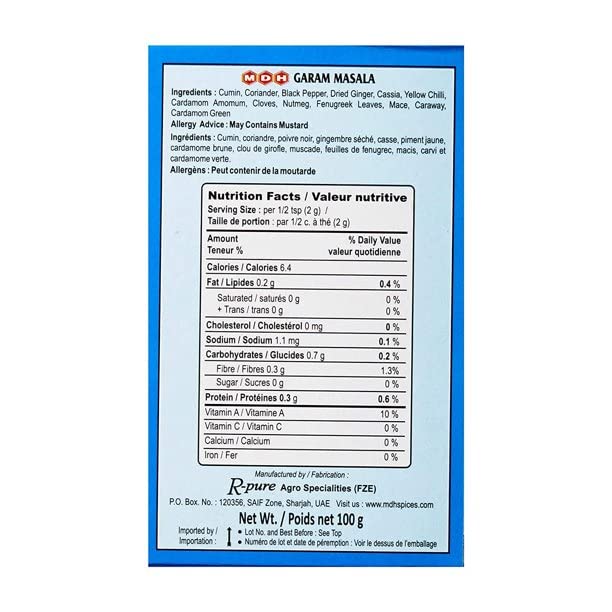 MDH GARAM MASALA
Ingredients : Cumin, Coriander, Black Pepper, Dried Ginger, Cassia, Yellow Chilli,
Cardamom Amomum, Cloves, Nutmeg, Fenugreek Leaves, Mace, Caraway,
Cardamom Green
Allergy Advice : May Contains Mustard
Ingrédients : Cumin, coriandre, poivre noir, gingembre séché, casse, piment jaune,
cardamome brune, clou de girofle, muscade, feuilles de fenugrec, macis, carvi et
cardamome verte.
Allergèns : Peut contenir de la moutarde
Nutrition Facts / Valeur nutritive
Serving Size : per 1/2 tsp (2 g) /
Taille de portion : par 1/2 c. à thé (2 g)
Amount % Daily Value
Teneur % valeur quotidienne
Calories / Calories 6.4
Fat / Lipides 0.2 g 0.4 %
Saturated / saturés 0 g 0 %
+ Trans / trans 0 g 0 %
Cholesterol / Cholestérol 0 mg 0 %
Sodium / Sodium 1.1 mg 0.1 %
Carbohydrates / Glucides 0.7 g 0.2 %
Fibre / Fibres 0.3 g 1.3%
Sugar / Sucres 0 g 0 %
Protein / Protéines 0.3 g 0.6 %
Vitamin A / Vitamine A 10 %
Vitamin C / Vitamin C 0 %
Calcium / Calcium 0 %
Iron / Fer 0 %
Manufactured by / Fabrication :
R-pure Agro Specialities (FZE)
P.O. Box. No. : 120356, SAIF Zone, Sharjah, UAE Visit us : www.mdhspices.com
Net Wt. / Poids net 100 g
Imported by / • Lot No. and Best Before : See Top
Importation : • Numéro de lot et date de péremption : Voir le dessus de l'emballage